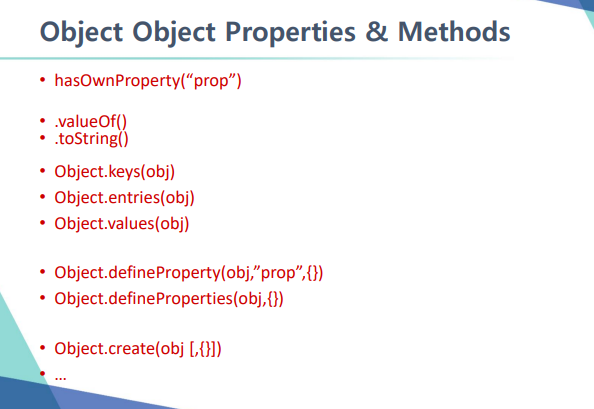 Object Object Properties & Methods
• hasOwnProperty(“prop”)
• .valueOf()
• .toString()
• Object.keys(obj)
• Object.entries(obj)
• Object.values(obj)
• Object.defineProperty(obj,”prop”,{})
• Object.defineProperties(obj,{})
• Object.create(obj [,{}])
• …